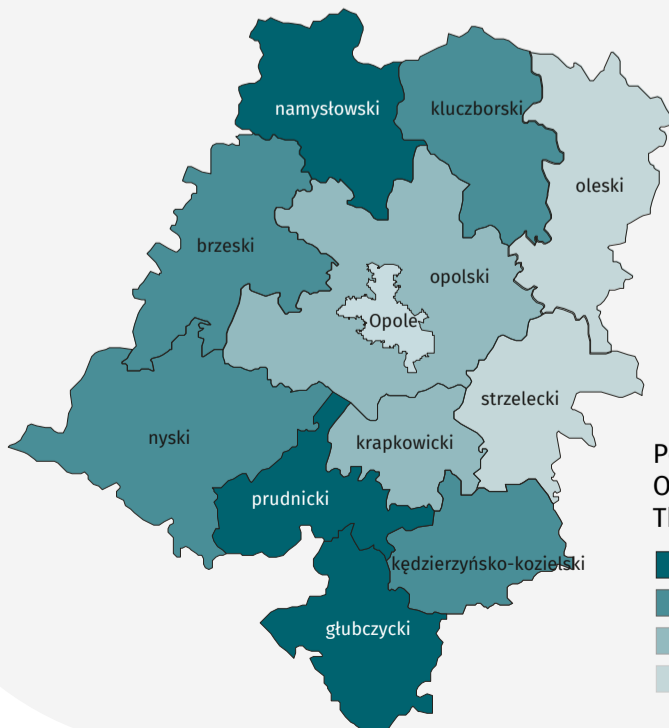 namysłowski
kluczborski
oleski
brzeski
opolski
Opole
strzelecki
nyski
krapkowicki
prudnicki
kędzierzyńsko-kozielski
głubczycki